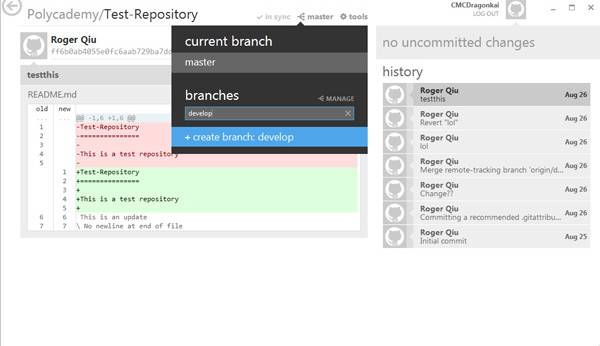 CMCDragonkai
LOG OUT
Polycademy/Test-Repository
in sync
master
tools
Roger Qiu
testthis
README.md
old new
... ... @@ -1,6 +1,6 @@
1 -Test-Repository
2 -===============
3 -
4 -This is a test repository
5 -
1 +Test-Repository
2 +===============
3 +
4 +This is a test repository
5 +
6 6 This is an update
7 7 \ No newline at end of file
current branch
master
branches
MANAGE
develop
+ create branch: develop
no uncommitted changes
history
Roger Qiu
testthis
Aug 26
Roger Qiu
Revert "lol"
Aug 26
Roger Qiu
lol
Aug 26
Roger Qiu
Merge remote-tracking branch 'origin/d...
Aug 26
Roger Qiu
Change??
Aug 26
Roger Qiu
Committing a recommended .gitattribu...
Aug 26
Roger Qiu
Initial commit
Aug 25